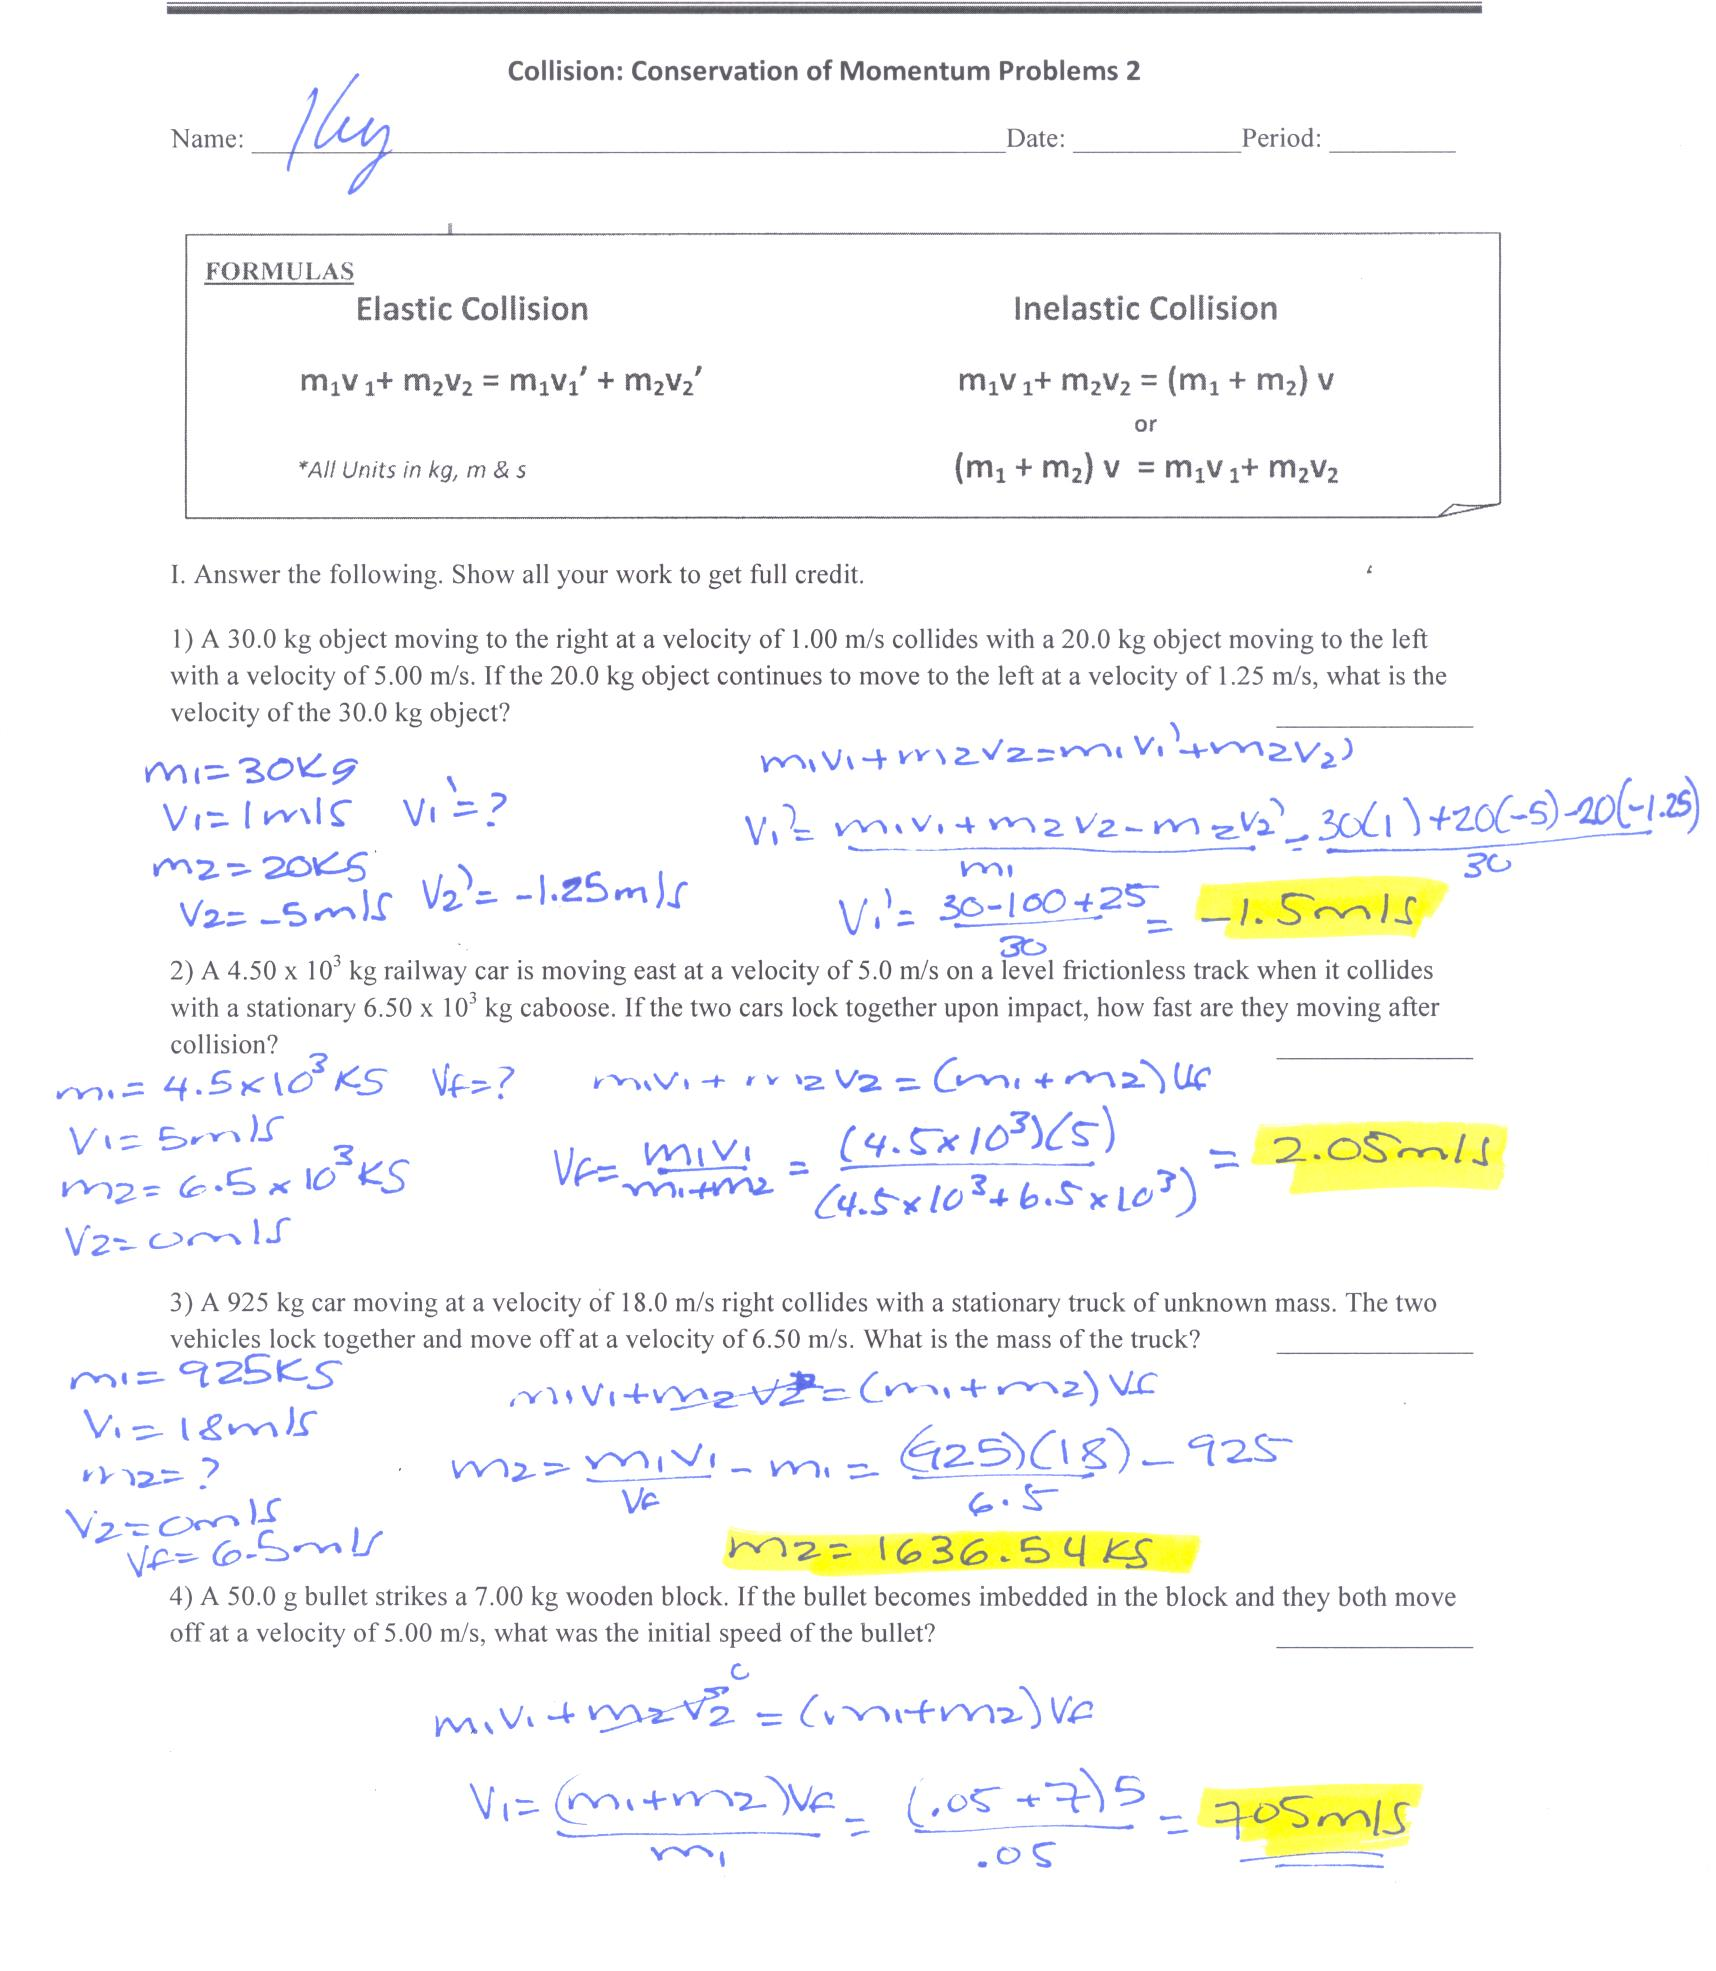 Collision: Conservation of Momentum Problems 2
Name: Key Date: Period:
FORMULAS
Elastic Collision Inelastic Collision
m₁v ₁+ m₂v₂ = m₁v₁' + m₂v₂' m₁v ₁+ m₂v₂ = (m₁ + m₂) v
or
*All Units in kg, m & s (m₁ + m₂) v = m₁v ₁+ m₂v₂
I. Answer the following. Show all your work to get full credit.
1) A 30.0 kg object moving to the right at a velocity of 1.00 m/s collides with a 20.0 kg object moving to the left
with a velocity of 5.00 m/s. If the 20.0 kg object continues to move to the left at a velocity of 1.25 m/s, what is the
velocity of the 30.0 kg object?
m₁V₁+m₂V₂=m₁V₁'+m₂V₂'
m₁=30Kg
V₁=1m/s V₁'=?
V₁'= m₁V₁+m₂V₂-m₂V₂' / m₁ = 30(1)+20(-5)-20(-1.25) / 30
m₂=20Kg
V₂=-5m/s V₂'=-1.25m/s
V₁'= 30-100+25 / 30 = -1.5m/s
2) A 4.50 x 10³ kg railway car is moving east at a velocity of 5.0 m/s on a level frictionless track when it collides
with a stationary 6.50 x 10³ kg caboose. If the two cars lock together upon impact, how fast are they moving after
collision?
m₁=4.5x10³Kg Vf=? m₁V₁+m₂V₂=(m₁+m₂)Vf
V₁=5m/s
Vf= m₁V₁ / m₁+m₂ = (4.5x10³)(5) / (4.5x10³+6.5x10³) = 2.05m/s
m₂=6.5x10³Kg
V₂=0m/s
3) A 925 kg car moving at a velocity of 18.0 m/s right collides with a stationary truck of unknown mass. The two
vehicles lock together and move off at a velocity of 6.50 m/s. What is the mass of the truck?
m₁=925Kg
m₁V₁+m₂V₂=(m₁+m₂)Vf
V₁=18m/s
m₂=?
m₂= m₁V₁ / Vf - m₁ = (925)(18) / 6.5 - 925
V₂=0m/s
Vf=6.5m/s
m₂=1636.54Kg
4) A 50.0 g bullet strikes a 7.00 kg wooden block. If the bullet becomes imbedded in the block and they both move
off at a velocity of 5.00 m/s, what was the initial speed of the bullet?
m₁V₁+m₂V₂=(m₁+m₂)Vf
V₁= (m₁+m₂)Vf / m₁ = (.05+7)5 / .05 = 705m/s